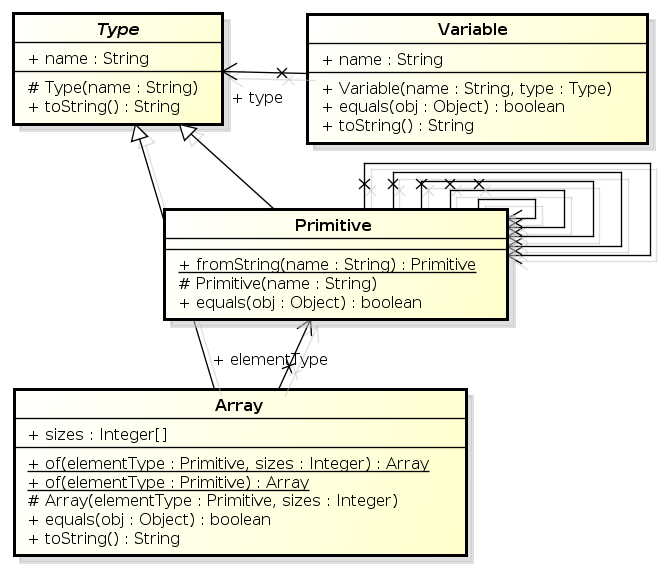 Type
+ name : String
# Type(name : String)
+ toString() : String
Variable
+ name : String
+ Variable(name : String, type : Type)
+ equals(obj : Object) : boolean
+ toString() : String
+ type
Primitive
+ fromString(name : String) : Primitive
# Primitive(name : String)
+ equals(obj : Object) : boolean
+ elementType
Array
+ sizes : Integer[]
+ of(elementType : Primitive, sizes : Integer) : Array
+ of(elementType : Primitive) : Array
# Array(elementType : Primitive, sizes : Integer)
+ equals(obj : Object) : boolean
+ toString() : String